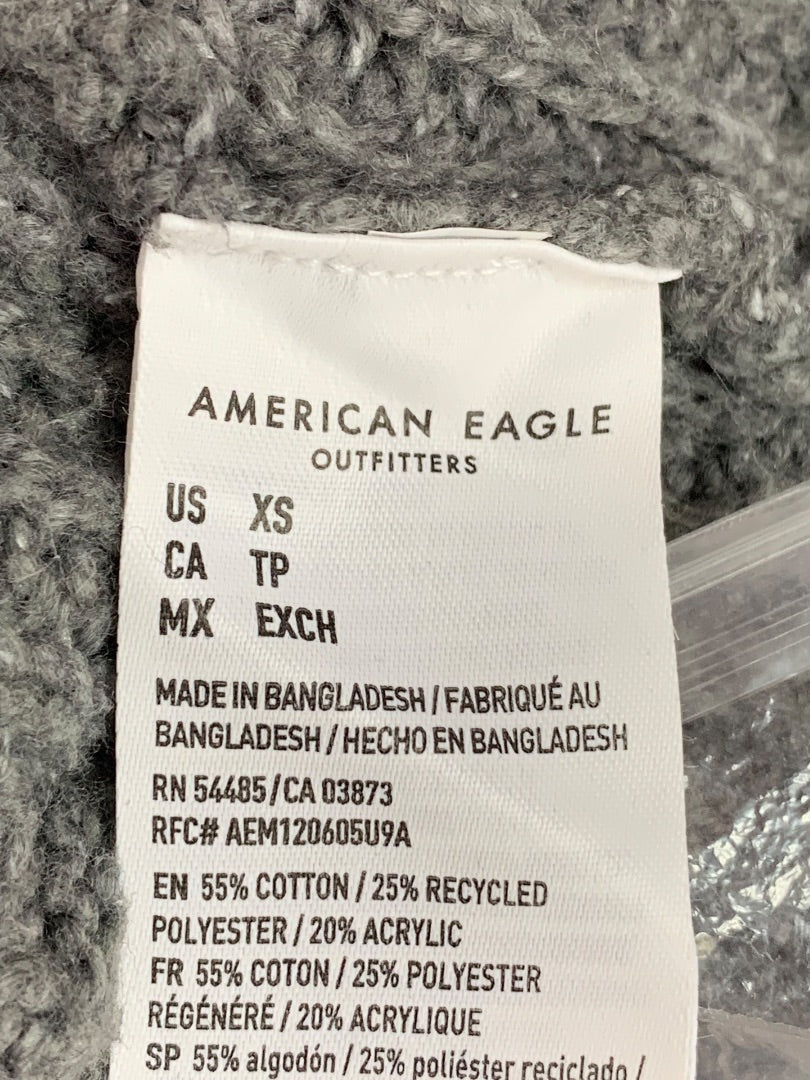 AMERICAN EAGLE
OUTFITTERS
US XS
CA TP
MX EXCH
MADE IN BANGLADESH / FABRIQUÉ AU
BANGLADESH / HECHO EN BANGLADESH
RN 54485 / CA 03873
RFC# AEM120605U9A
EN 55% COTTON / 25% RECYCLED
POLYESTER / 20% ACRYLIC
FR 55% COTON / 25% POLYESTER
RÉGÉNÉRÉ / 20% ACRYLIQUE
SP 55% algodón / 25% poliéster reciclado /